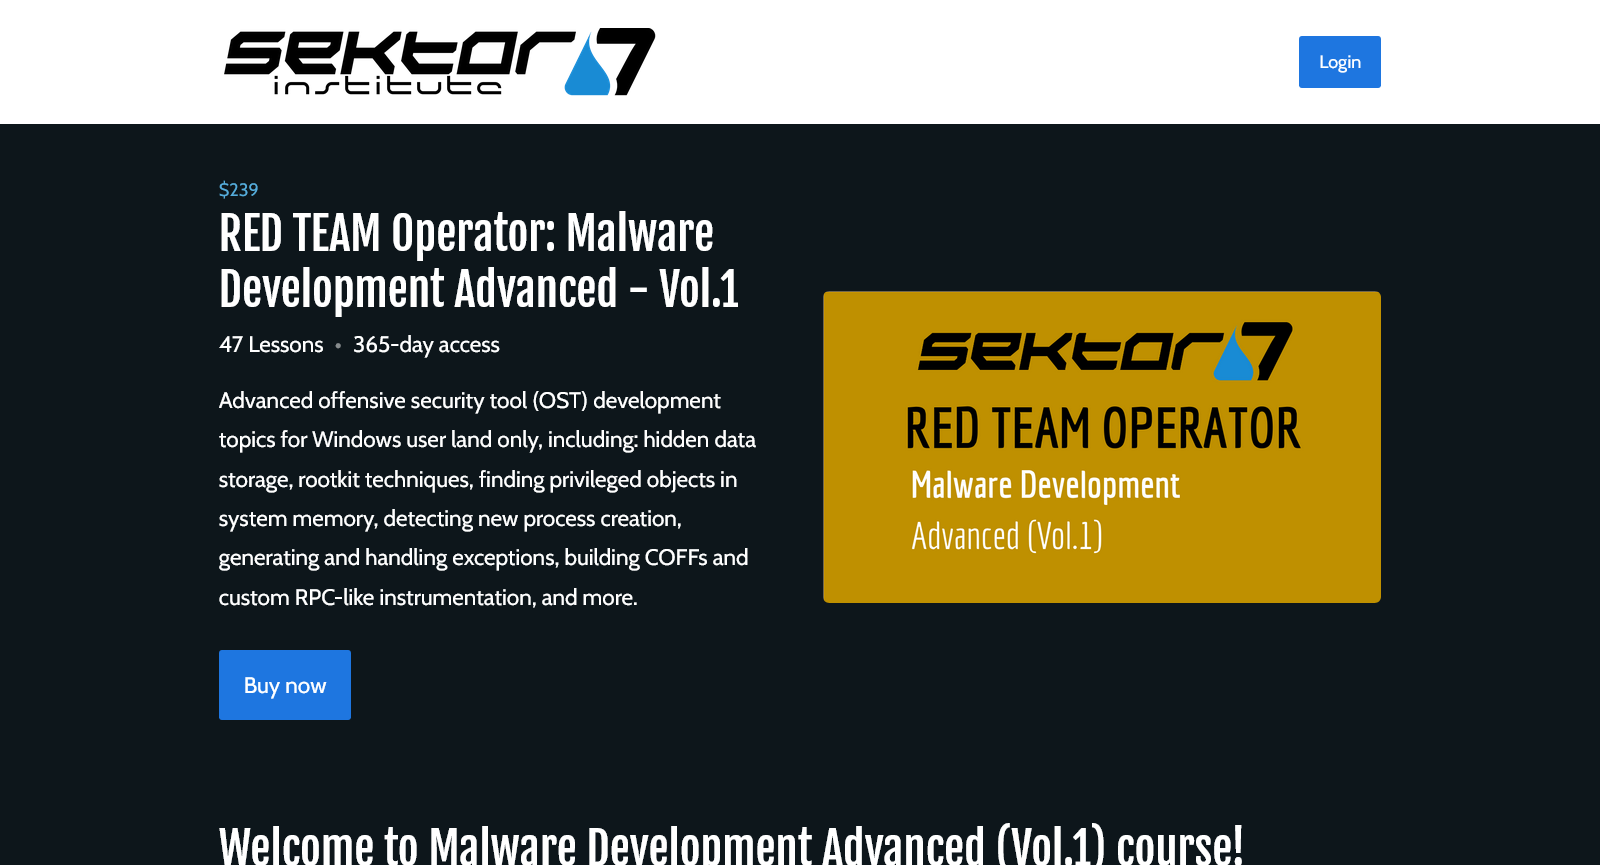 sektor7
institute
Login
$239
RED TEAM Operator: Malware
Development Advanced - Vol.1
47 Lessons • 365-day access
Advanced offensive security tool (OST) development
topics for Windows user land only, including: hidden data
storage, rootkit techniques, finding privileged objects in
system memory, detecting new process creation,
generating and handling exceptions, building COFFs and
custom RPC-like instrumentation, and more.
Buy now
sektor7
RED TEAM OPERATOR
Malware Development
Advanced (Vol.1)
Welcome to Malware Development Advanced (Vol.1) course!